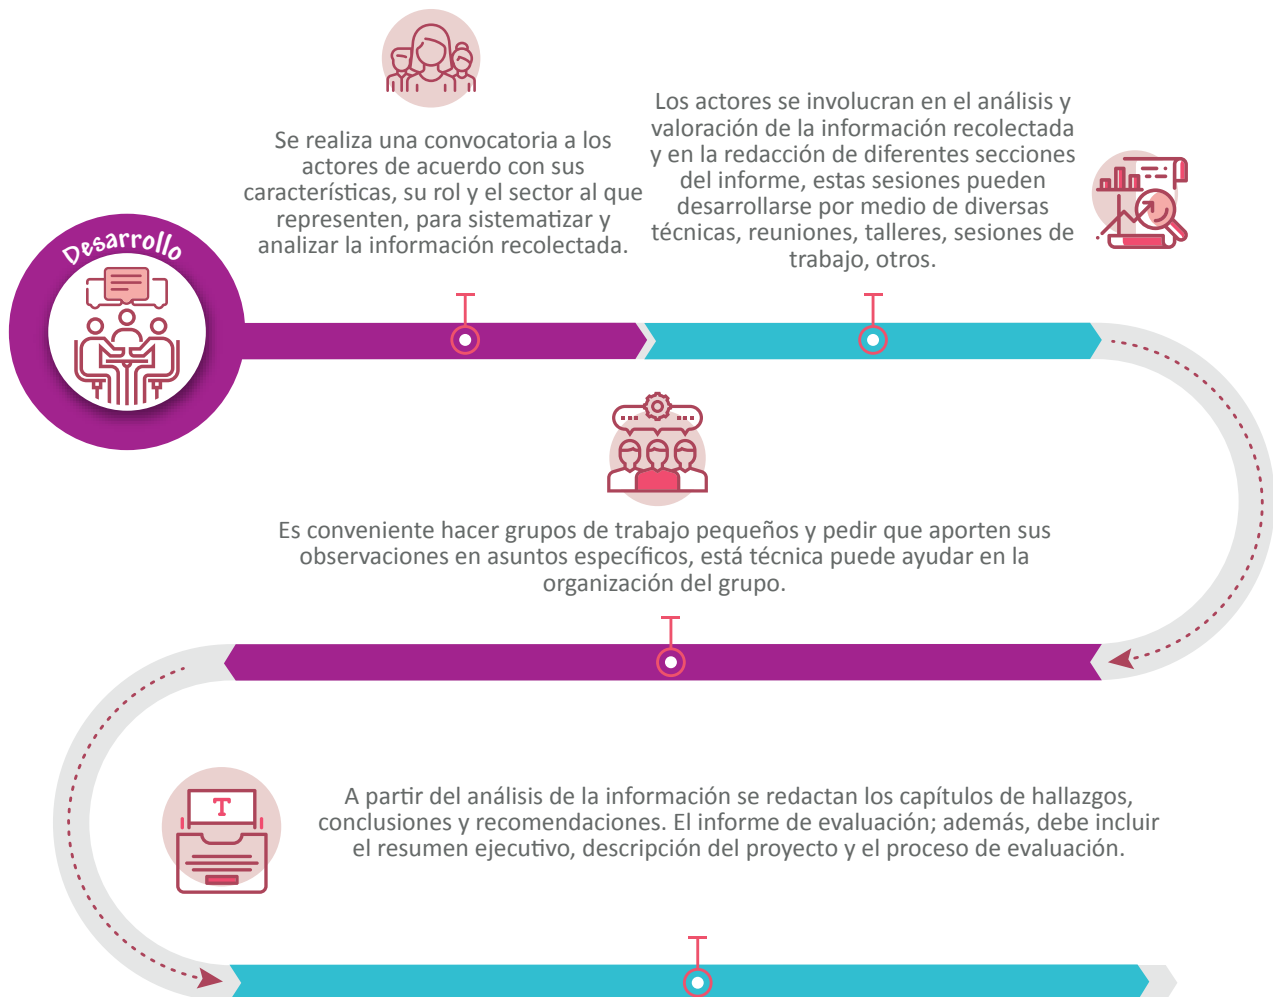 Desarrollo
Se realiza una convocatoria a los
actores de acuerdo con sus
características, su rol y el sector al que
representen, para sistematizar y
analizar la información recolectada.
Los actores se involucran en el análisis y
valoración de la información recolectada
y en la redacción de diferentes secciones
del informe, estas sesiones pueden
desarrollarse por medio de diversas
técnicas, reuniones, talleres, sesiones de
trabajo, otros.
Es conveniente hacer grupos de trabajo pequeños y pedir que aporten sus
observaciones en asuntos específicos, está técnica puede ayudar en la
organización del grupo.
T
A partir del análisis de la información se redactan los capítulos de hallazgos,
conclusiones y recomendaciones. El informe de evaluación; además, debe incluir
el resumen ejecutivo, descripción del proyecto y el proceso de evaluación.